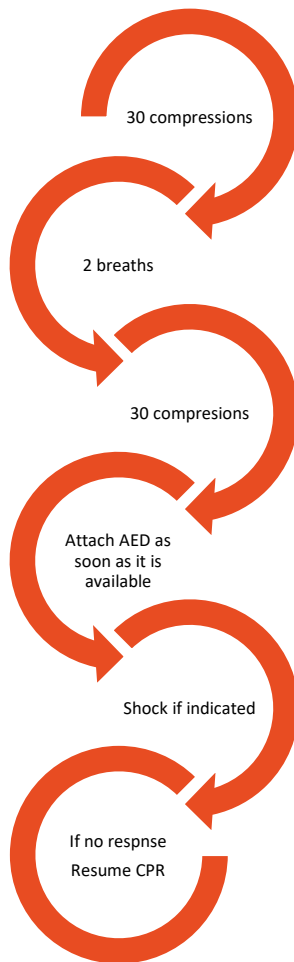 30 compressions
2 breaths
30 compresions
Attach AED as
soon as it is
available
Shock if indicated
If no respnse
Resume CPR